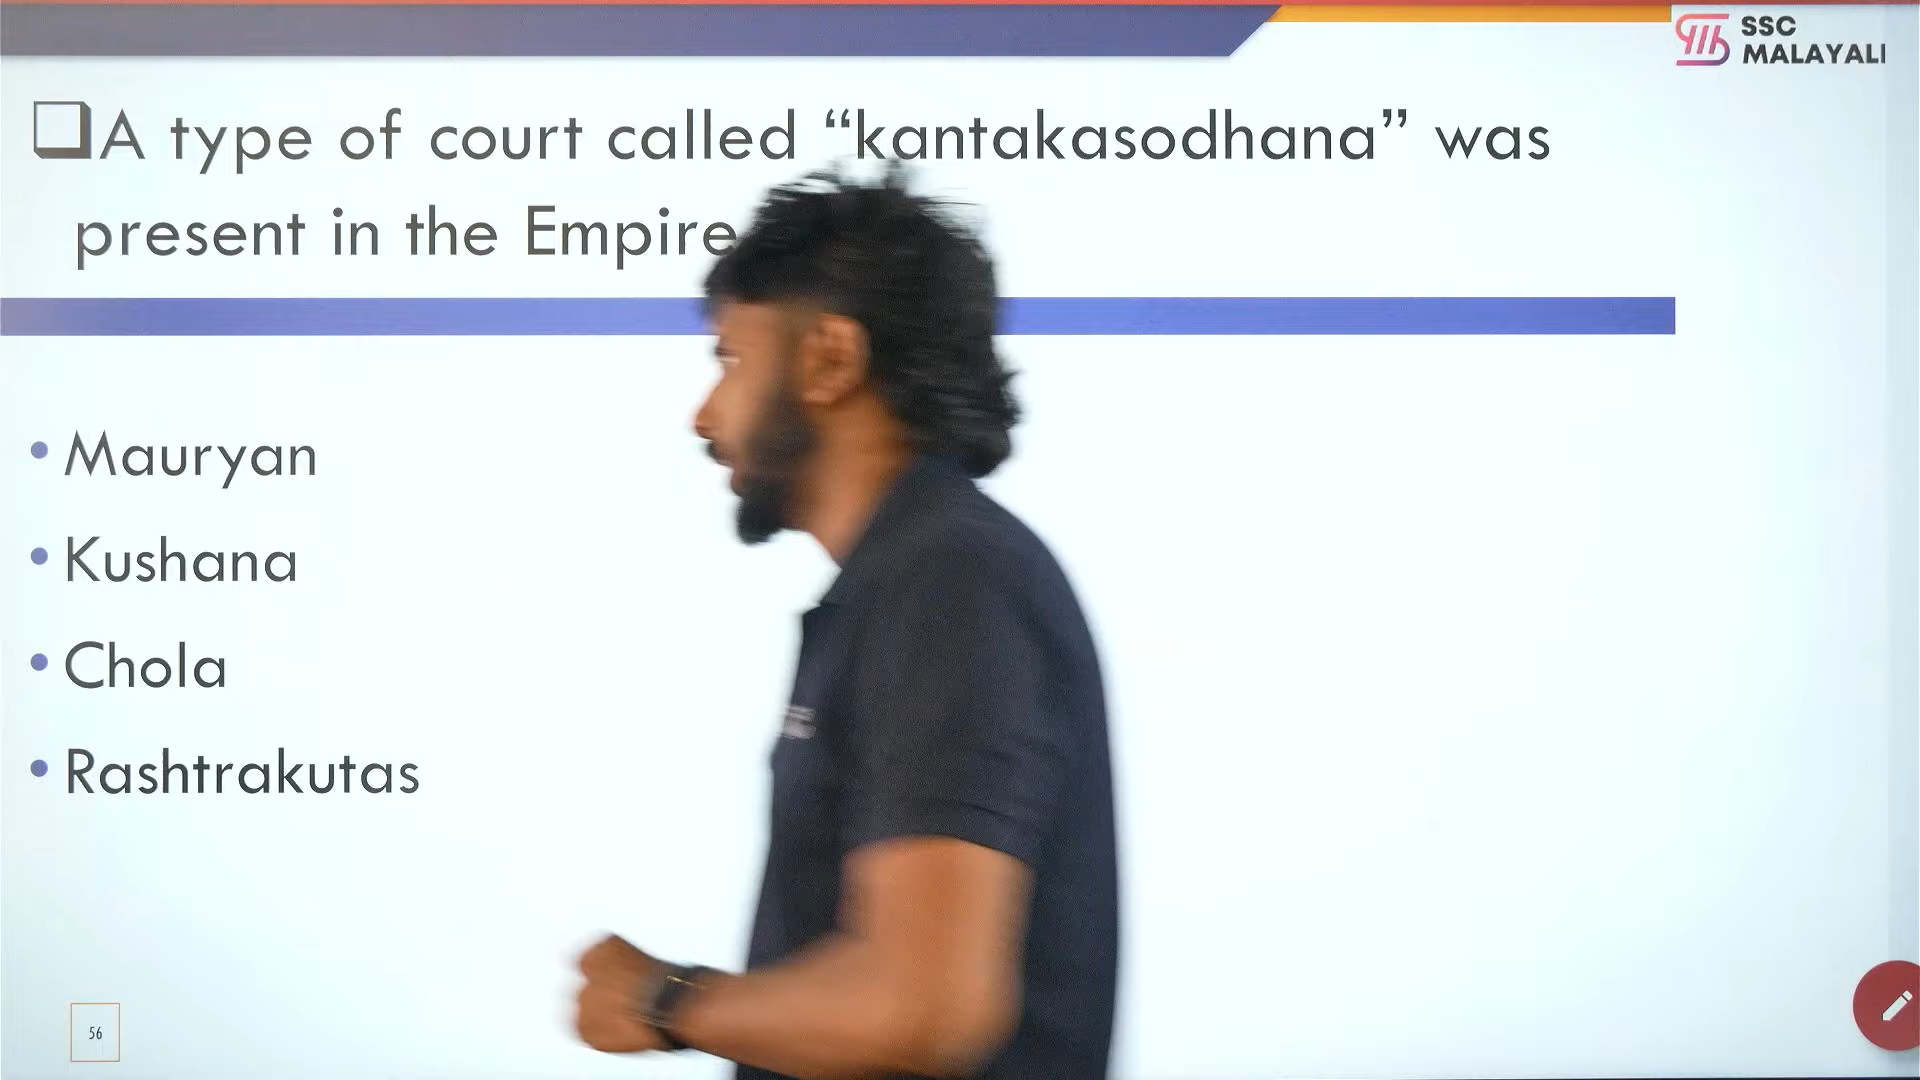 SSC
MALAYALI
A type of court called “kantakasodhana” was
present in the Empire
Mauryan
Kushana
Chola
Rashtrakutas
56